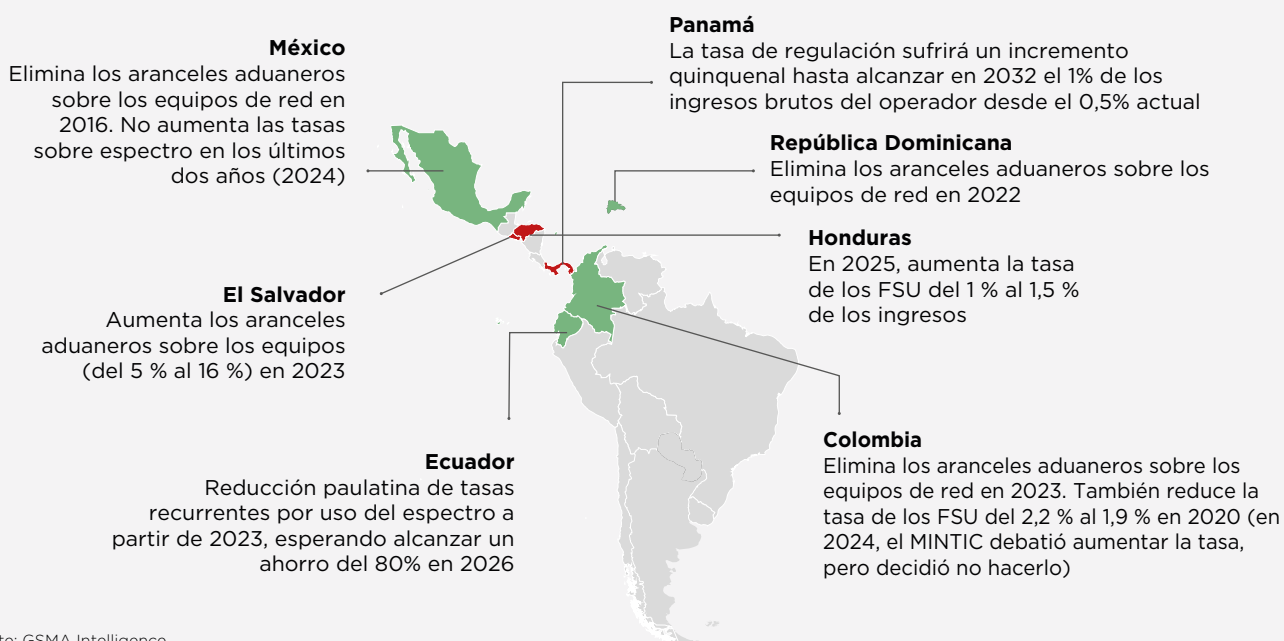 México
Elimina los aranceles aduaneros
sobre los equipos de red en
2016. No aumenta las tasas
sobre espectro en los últimos
dos años (2024)
Panamá
La tasa de regulación sufrirá un incremento
quinquenal hasta alcanzar en 2032 el 1% de los
ingresos brutos del operador desde el 0,5% actual
República Dominicana
Elimina los aranceles aduaneros sobre los
equipos de red en 2022
Honduras
En 2025, aumenta la tasa
de los FSU del 1 % al 1,5 %
de los ingresos
El Salvador
Aumenta los aranceles
aduaneros sobre los equipos
(del 5 % al 16 %) en 2023
Ecuador
Reducción paulatina de tasas
recurrentes por uso del espectro a
partir de 2023, esperando alcanzar un
ahorro del 80% en 2026
Colombia
Elimina los aranceles aduaneros sobre los
equipos de red en 2023. También reduce la
tasa de los FSU del 2,2 % al 1,9 % en 2020 (en
2024, el MINTIC debatió aumentar la tasa,
pero decidió no hacerlo)
GSMA Intelligence